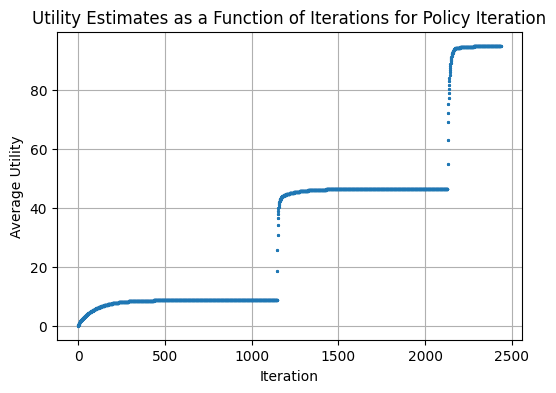 Utility Estimates as a Function of Iterations for Policy Iteration
Average Utility
80
60
40
20
0
0 500 1000 1500 2000 2500
Iteration